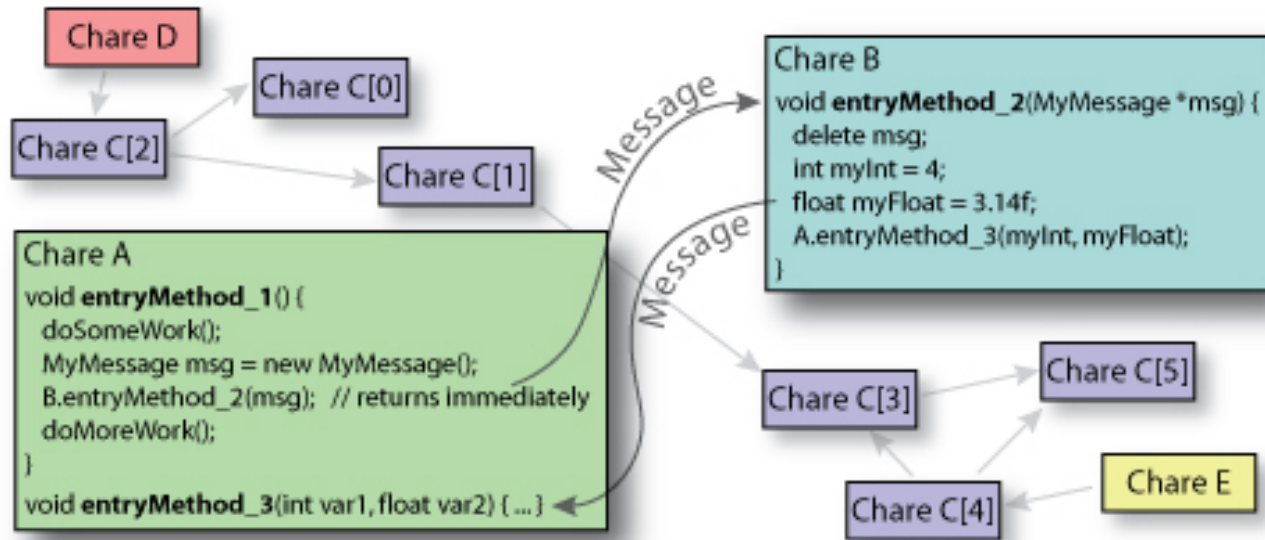 Chare D
Chare C[0]
Chare C[2]
Chare C[1]
Message
Message
Chare B
void entryMethod_2(MyMessage *msg) {
delete msg;
int myInt = 4;
float myFloat = 3.14f;
A.entryMethod_3(myInt, myFloat);
}
Chare A
void entryMethod_1() {
doSomeWork();
MyMessage msg = new MyMessage();
B.entryMethod_2(msg);  // returns immediately
doMoreWork();
}
void entryMethod_3(int var1, float var2) { ... }
Chare C[3]
Chare C[5]
Chare C[4]
Chare E